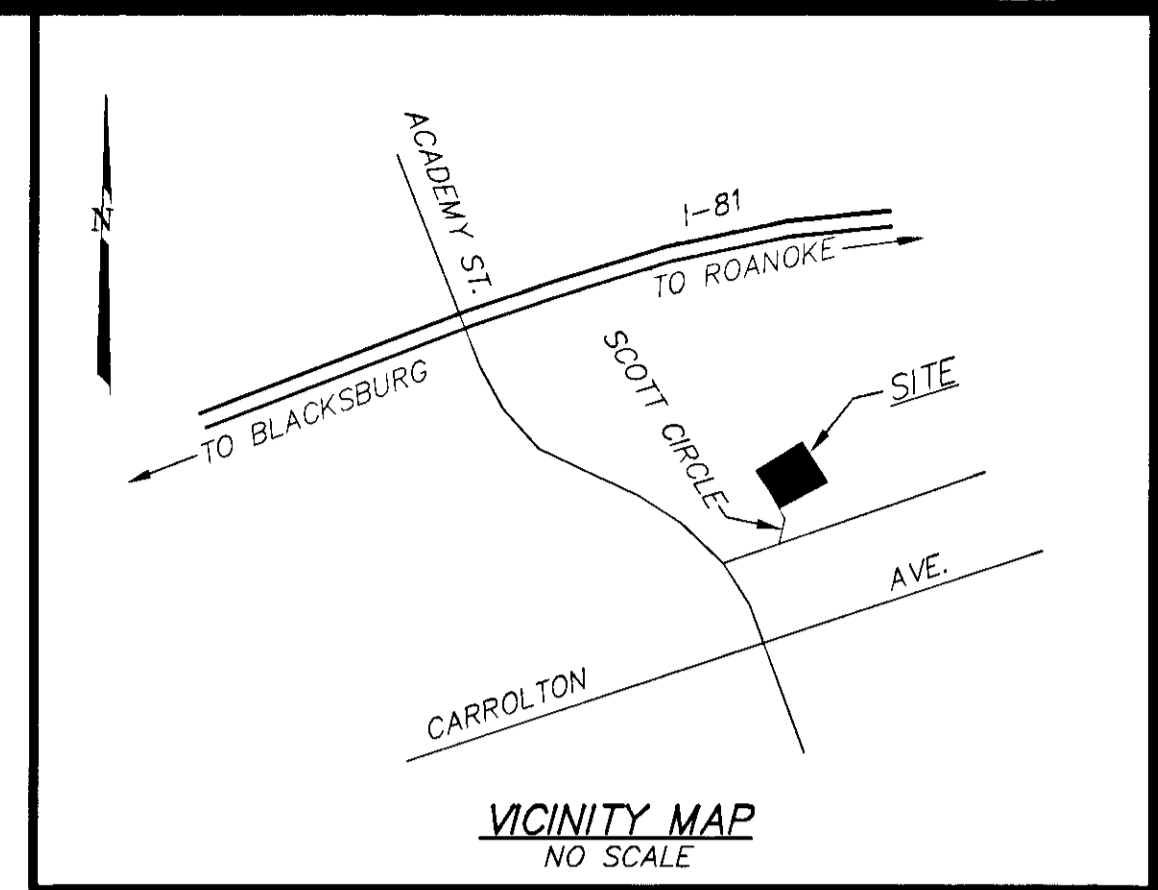 N
ACADEMY ST.
I-81
TO ROANOKE
TO BLACKSBURG
SCOTT CIRCLE
SITE
CARROLTON AVE.
VICINITY MAP
NO SCALE